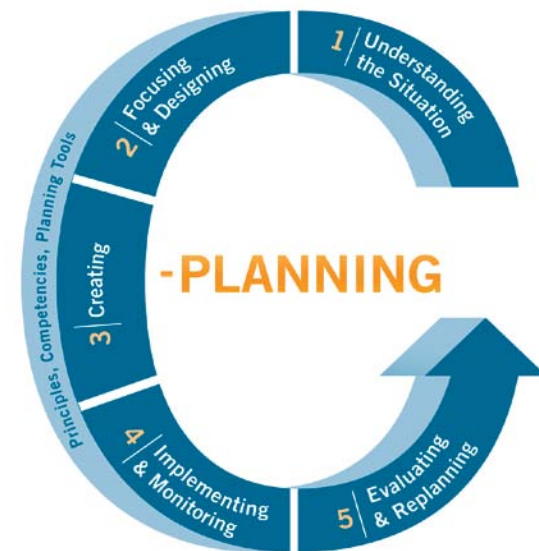 1
Understanding
the Situation
2
Focusing
& Designing
3
Creating
4
Implementing
& Monitoring
5
Evaluating
& Replanning
Principles, Competencies, Planning Tools
-PLANNING